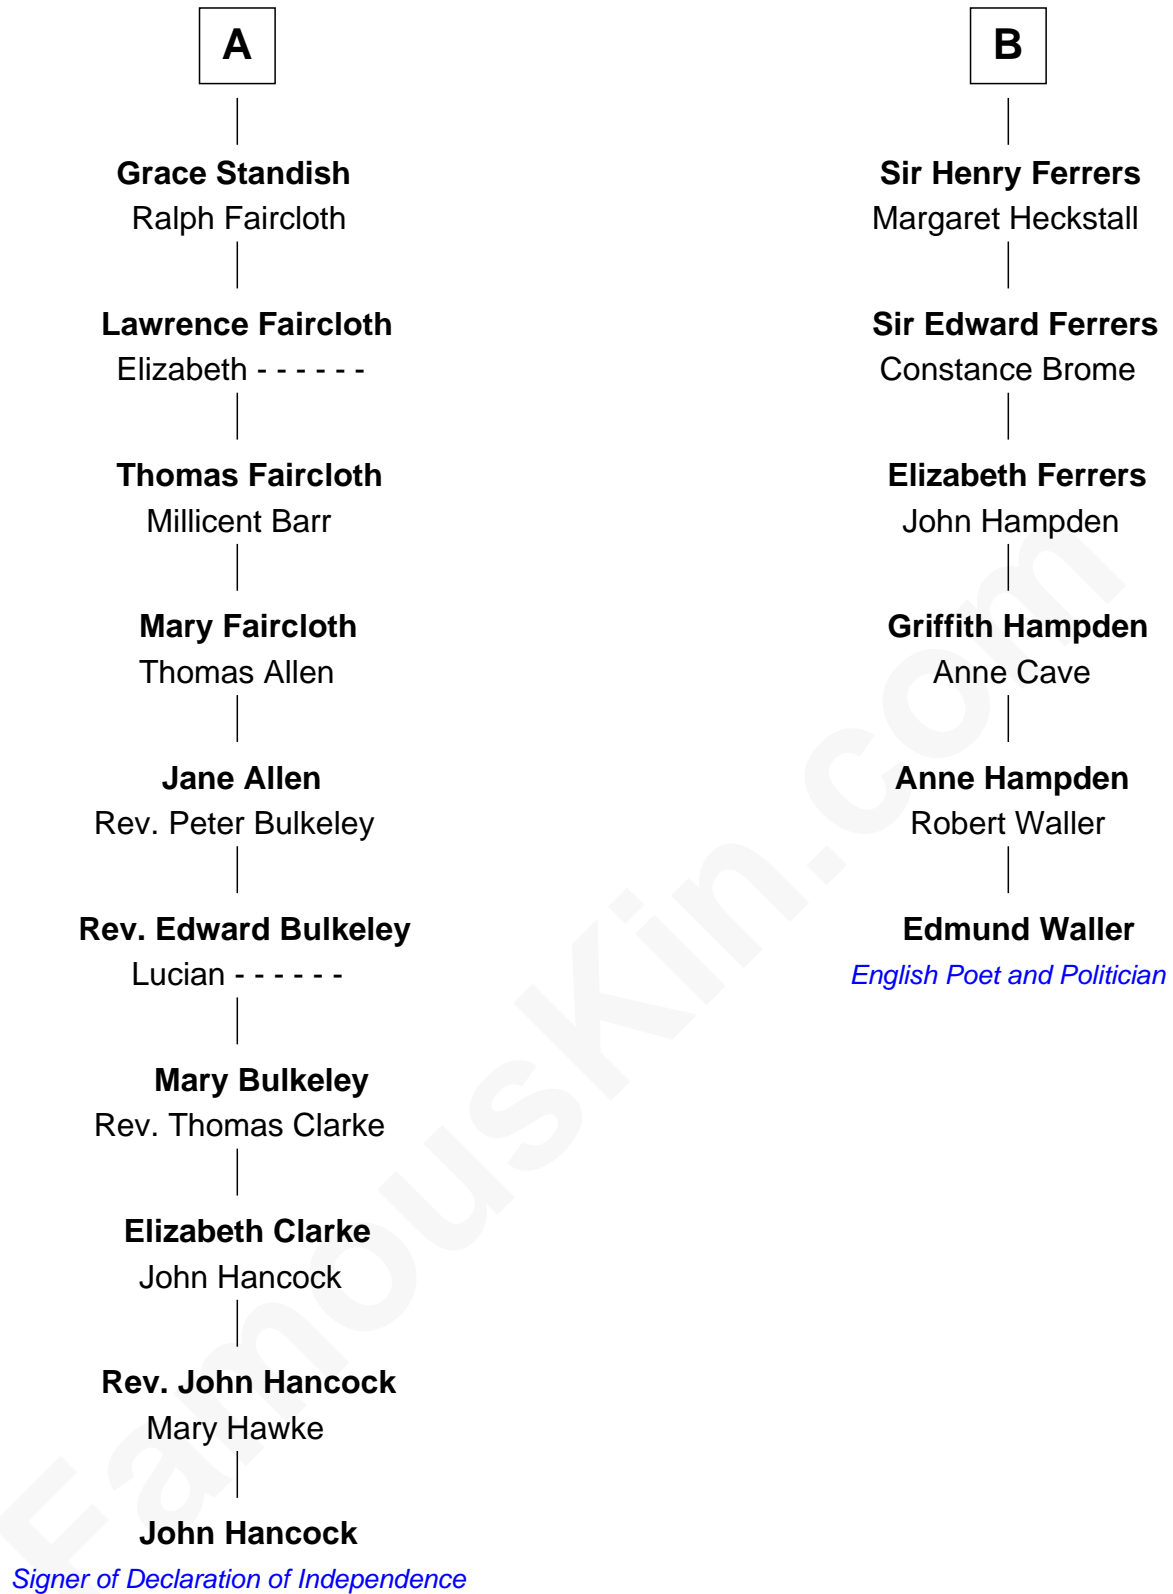 A
Grace Standish
Ralph Faircloth
Lawrence Faircloth
Elizabeth - - - - - -
Thomas Faircloth
Millicent Barr
Mary Faircloth
Thomas Allen
Jane Allen
Rev. Peter Bulkeley
Rev. Edward Bulkeley
Lucian - - - - - -
Mary Bulkeley
Rev. Thomas Clarke
Elizabeth Clarke
John Hancock
Rev. John Hancock
Mary Hawke
John Hancock
Signer of Declaration of Independence
B
Sir Henry Ferrers
Margaret Heckstall
Sir Edward Ferrers
Constance Brome
Elizabeth Ferrers
John Hampden
Griffith Hampden
Anne Cave
Anne Hampden
Robert Waller
Edmund Waller
English Poet and Politician
FamousKin.com